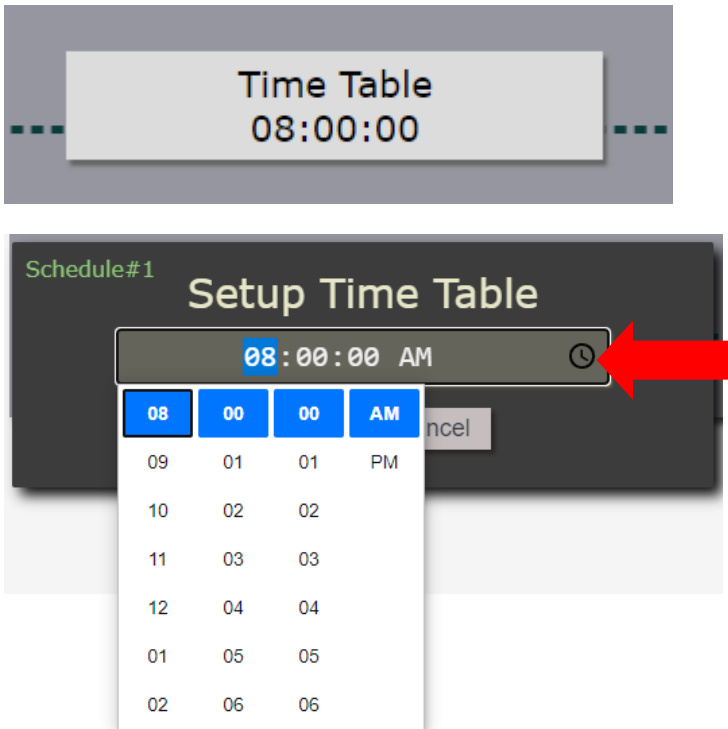 Time Table
08:00:00
Schedule#1
Setup Time Table
08:00:00 AM
ncel
08 00 00 AM
09 01 01 PM
10 02 02
11 03 03
12 04 04
01 05 05
02 06 06